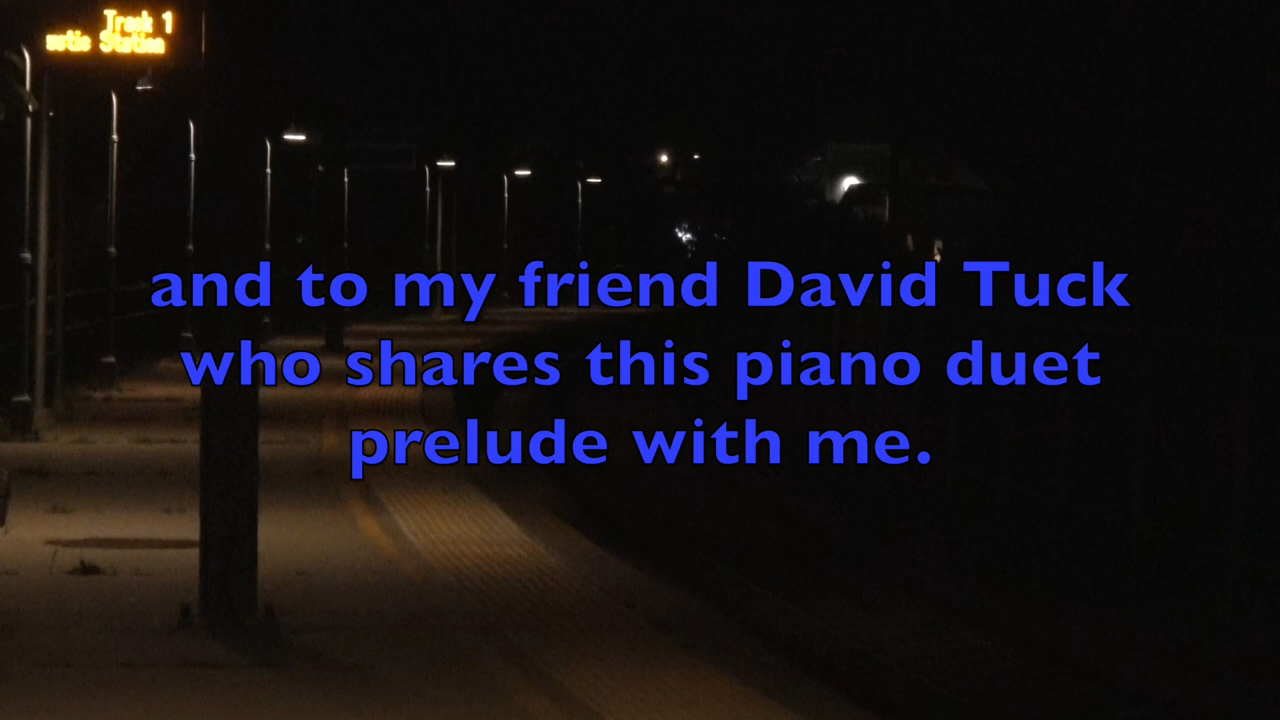 Track 1
Station
and to my friend David Tuck
who shares this piano duet
prelude with me.